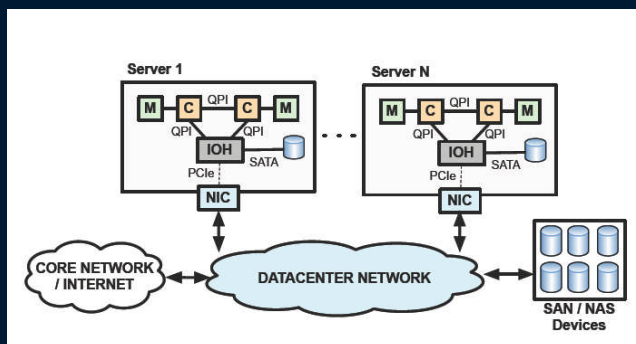 Server 1
Server N
M C QPI C M
QPI QPI
IOH
SATA
PCIe
NIC
M C QPI C M
QPI QPI
IOH
SATA
PCIe
NIC
CORE NETWORK
/ INTERNET
DATACENTER NETWORK
SAN / NAS
Devices